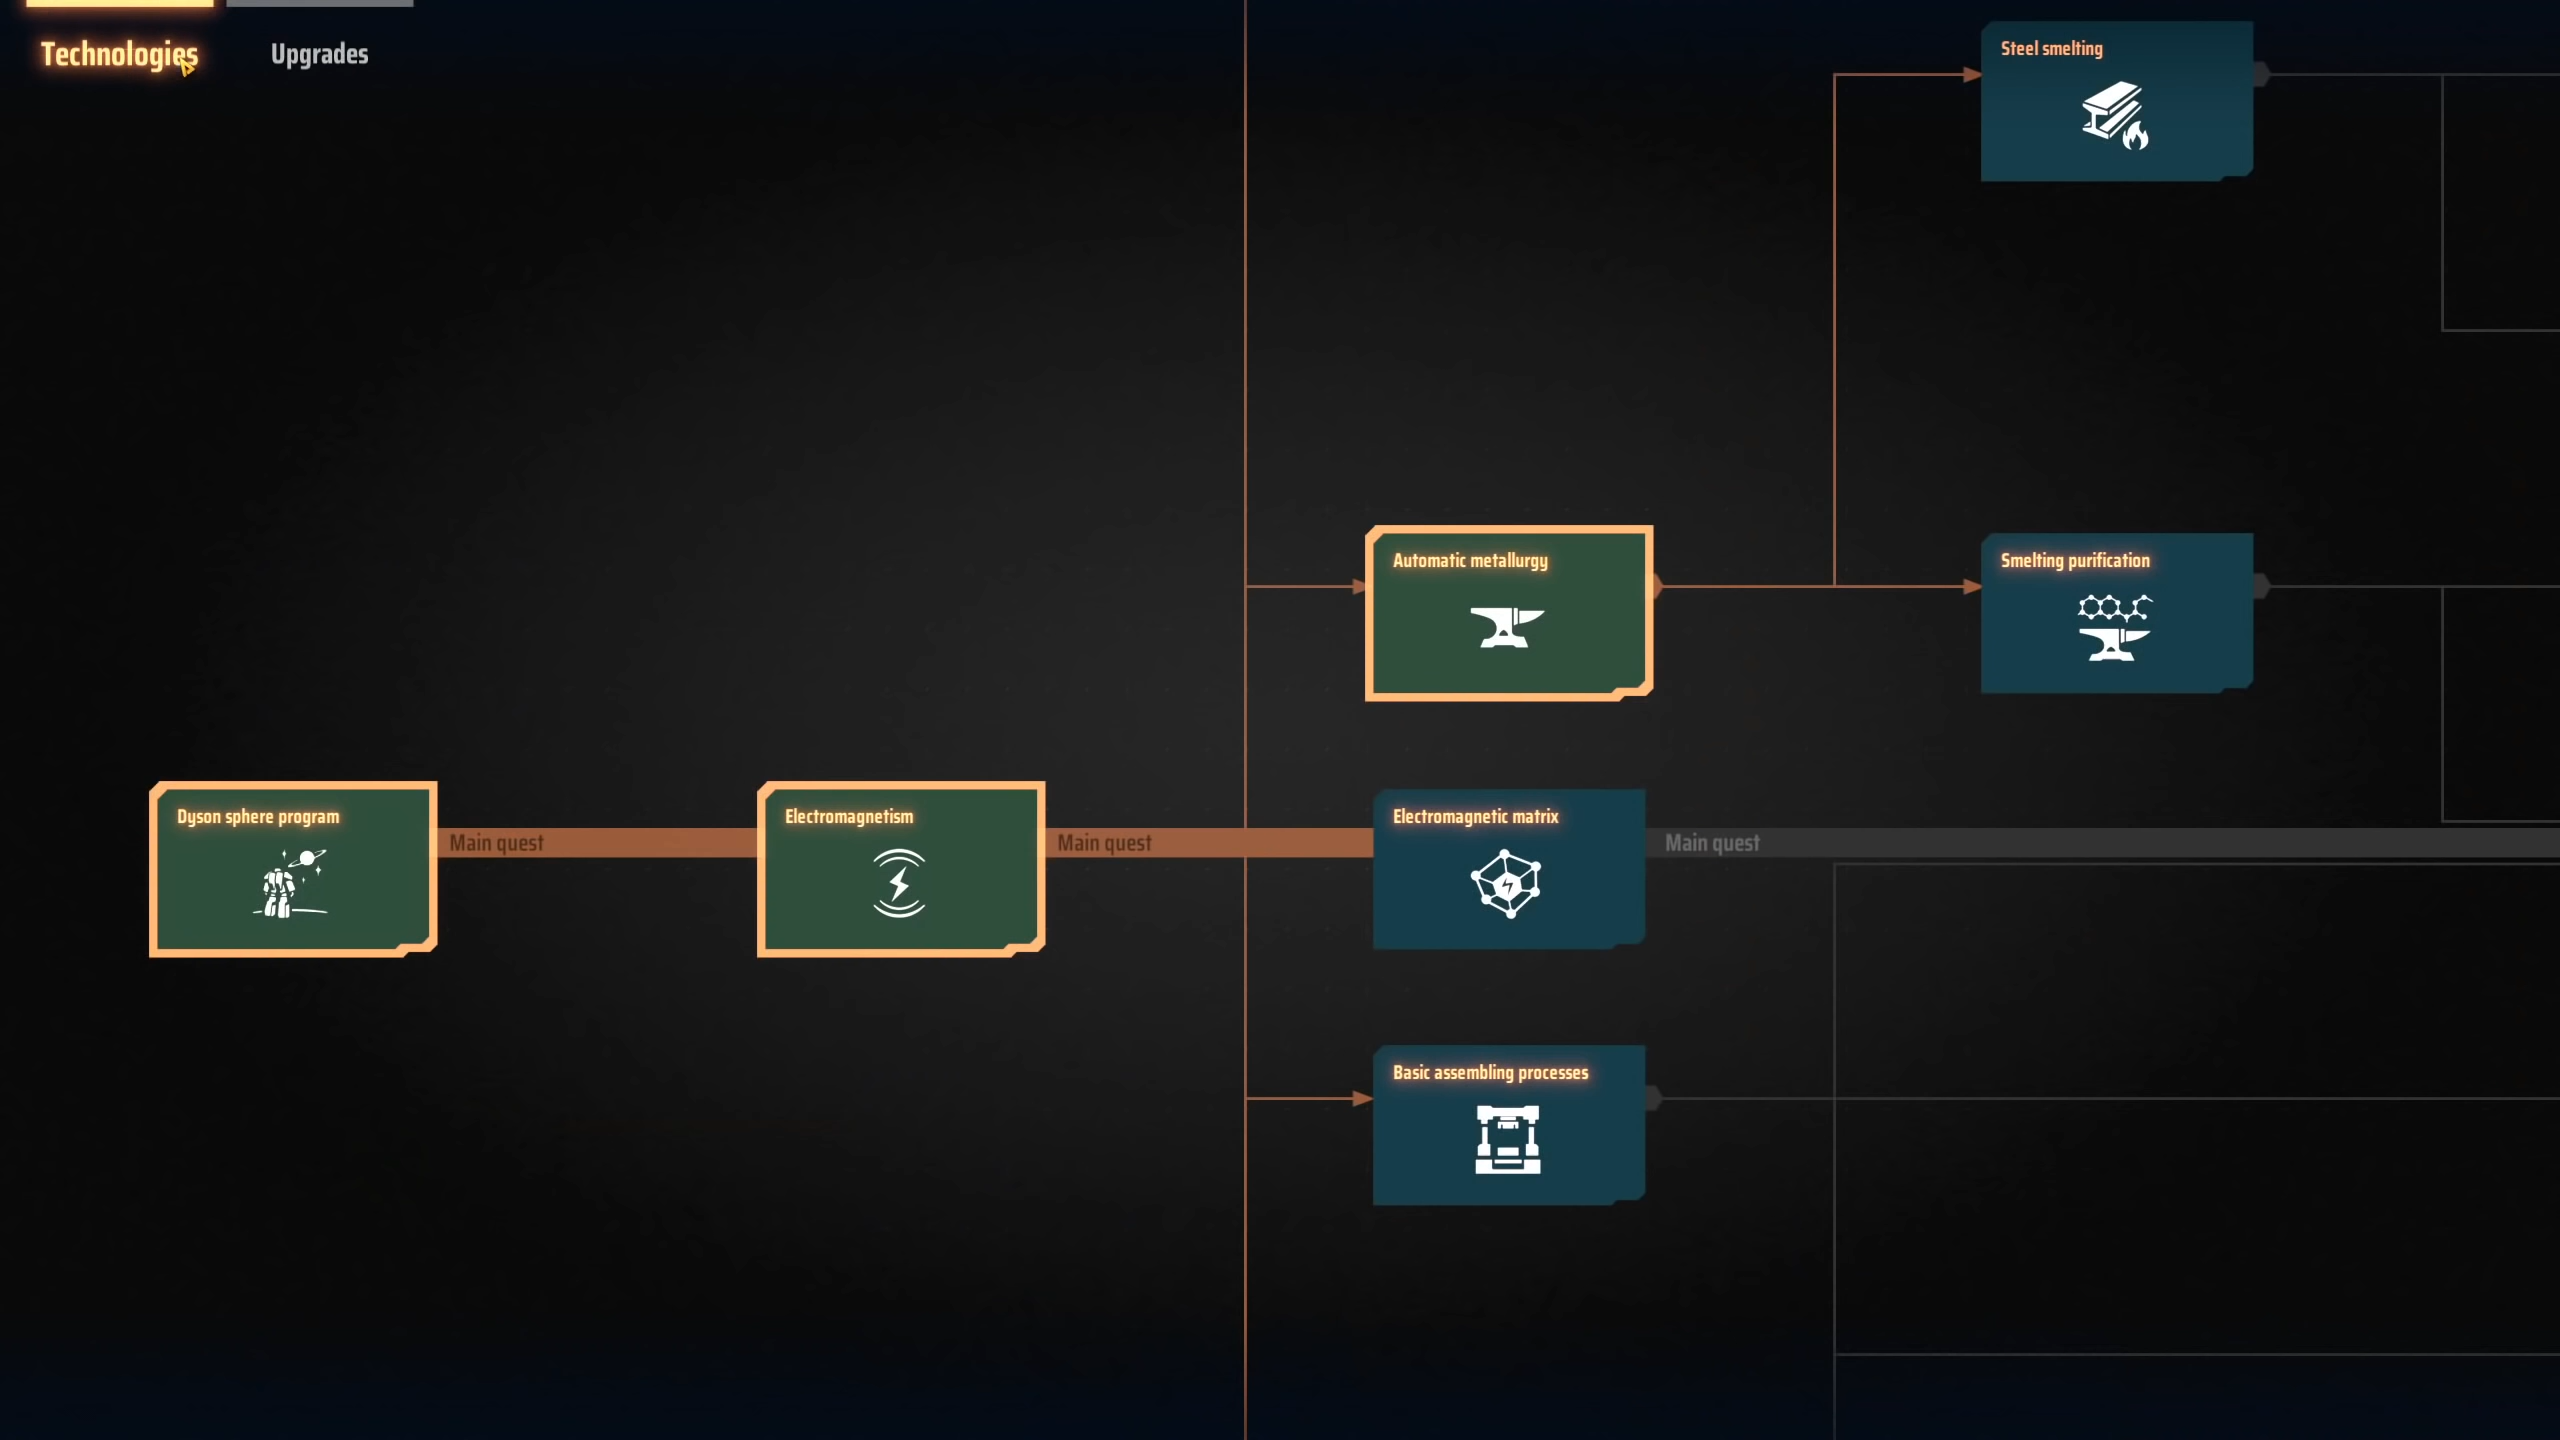 Technologies
Upgrades
Steel smelting
Automatic metallurgy
Smelting purification
Dyson sphere program
Main quest
Electromagnetism
Main quest
Electromagnetic matrix
Main quest
Basic assembling processes